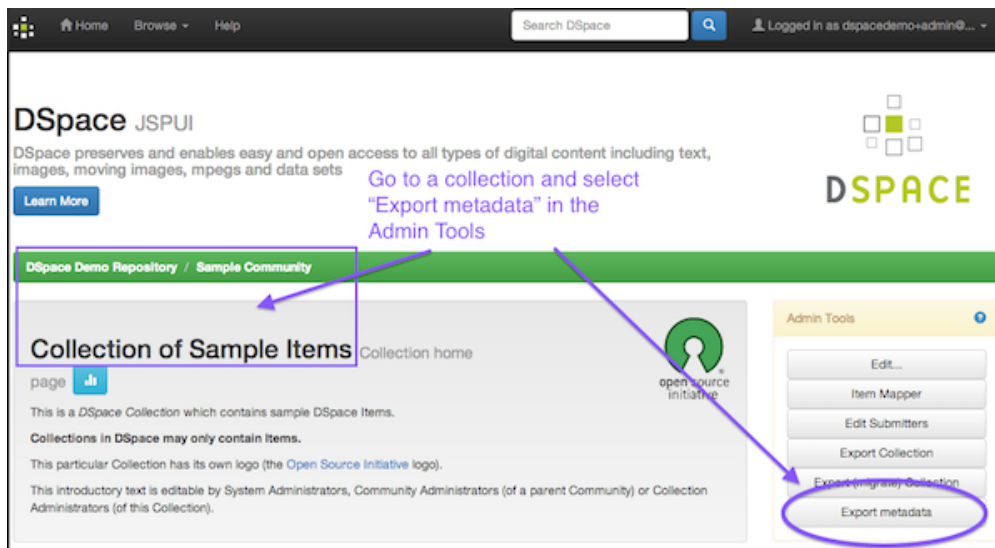 Home Browse Help Search DSpace Logged in as dspacedemo+admin@...
DSpace JSPUI
DSpace preserves and enables easy and open access to all types of digital content including text,
images, moving images, mpegs and data sets
Learn More
DSPACE
Go to a collection and select
“Export metadata” in the
Admin Tools
DSpace Demo Repository / Sample Community
Collection of Sample Items Collection home
page
open source
initiative
This is a DSpace Collection which contains sample DSpace Items.
Collections in DSpace may only contain Items.
This particular Collection has its own logo (the Open Source Initiative logo).
This introductory text is editable by System Administrators, Community Administrators (of a parent Community) or Collection
Administrators (of this Collection).
Admin Tools ?
Edit...
Item Mapper
Edit Submitters
Export Collection
Export (migrate) Collection
Export metadata